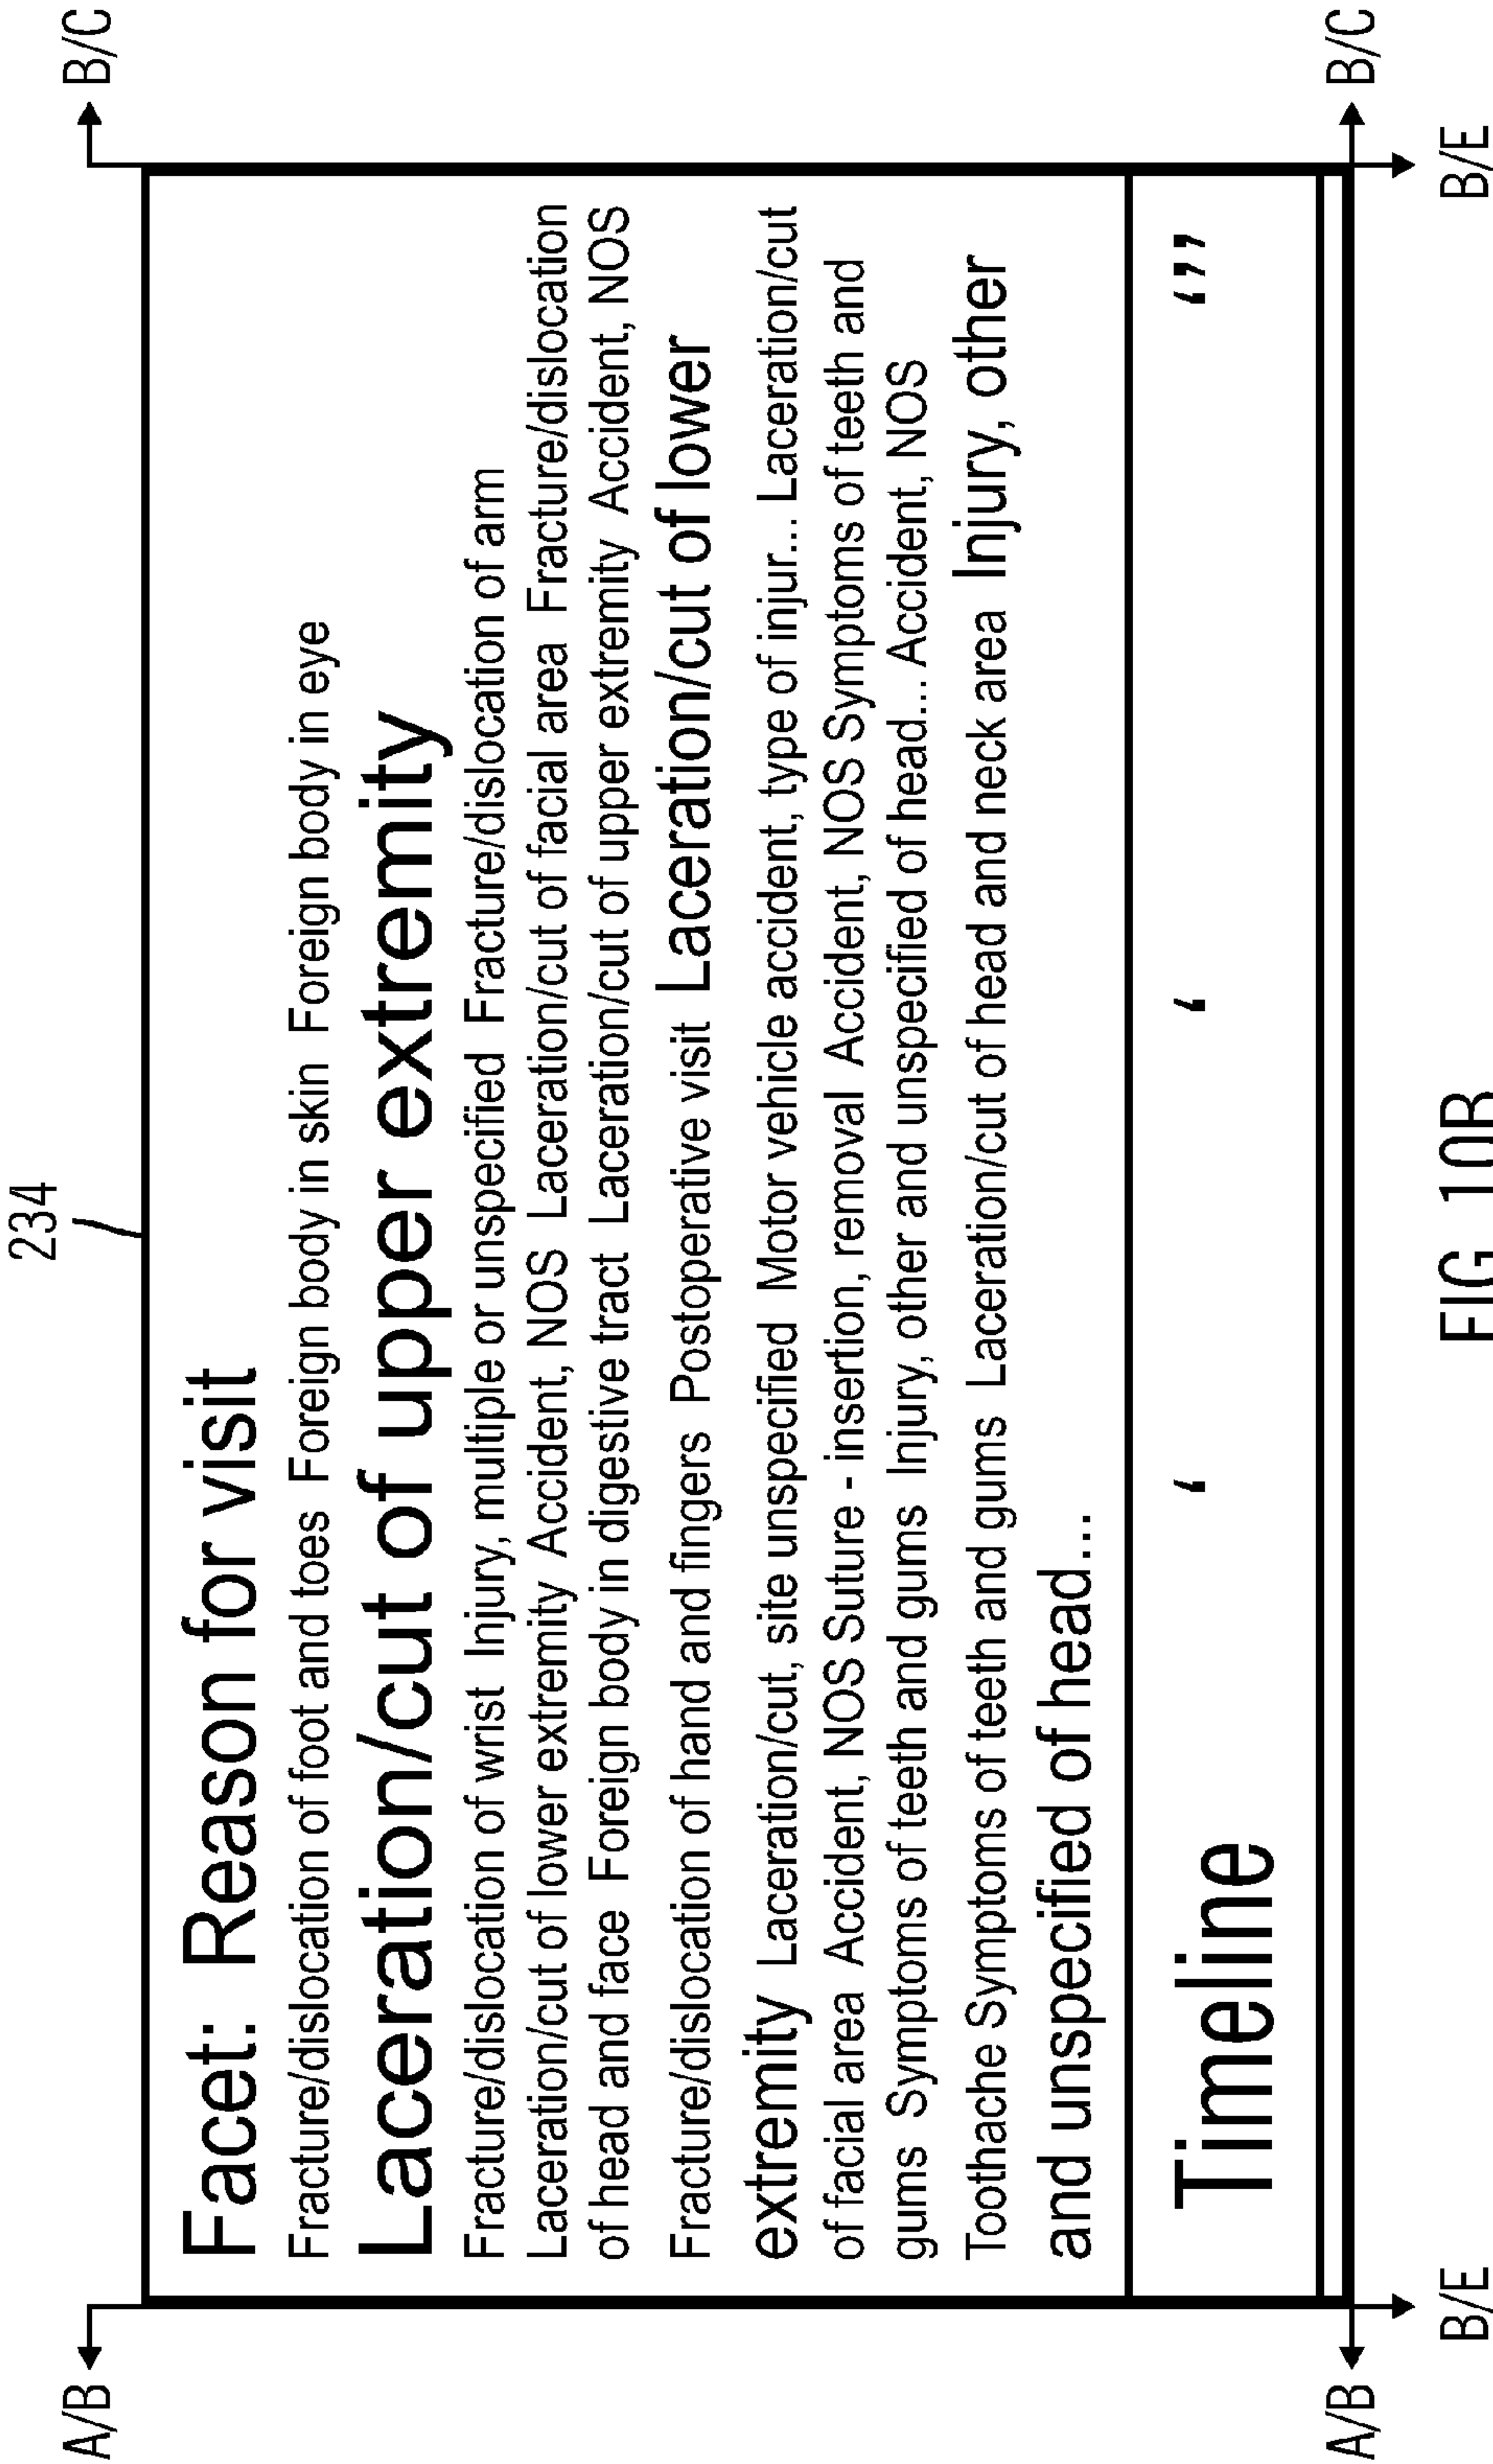 234
A/B
B/C
Facet: Reason for visit
Fracture/dislocation of foot and toes Foreign body in skin Foreign body in eye
Laceration/cut of upper extremity
Fracture/dislocation of wrist Injury, multiple or unspecified Fracture/dislocation of arm
Laceration/cut of lower extremity Accident, NOS Laceration/cut of facial area Fracture/dislocation
of head and face Foreign body in digestive tract Laceration/cut of upper extremity Accident, NOS
Fracture/dislocation of hand and fingers Postoperative visit Laceration/cut of lower
extremity Laceration/cut, site unspecified Motor vehicle accident, type of injur... Laceration/cut
of facial area Accident, NOS Suture - insertion, removal Accident, NOS Symptoms of teeth and
gums Symptoms of teeth and gums Injury, other and unspecified of head... Accident, NOS
Toothache Symptoms of teeth and gums Laceration/cut of head and neck area Injury, other
and unspecified of head...
Timeline ‘ ‘ ‘’’
A/B
B/C
B/E
B/E
FIG. 10B